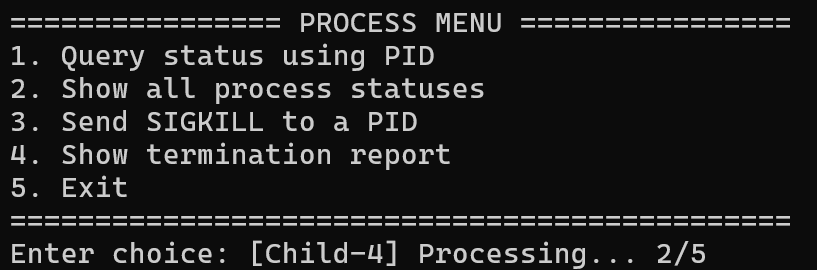 ================ PROCESS MENU ================
1. Query status using PID
2. Show all process statuses
3. Send SIGKILL to a PID
4. Show termination report
5. Exit
==============================================
Enter choice: [Child-4] Processing... 2/5